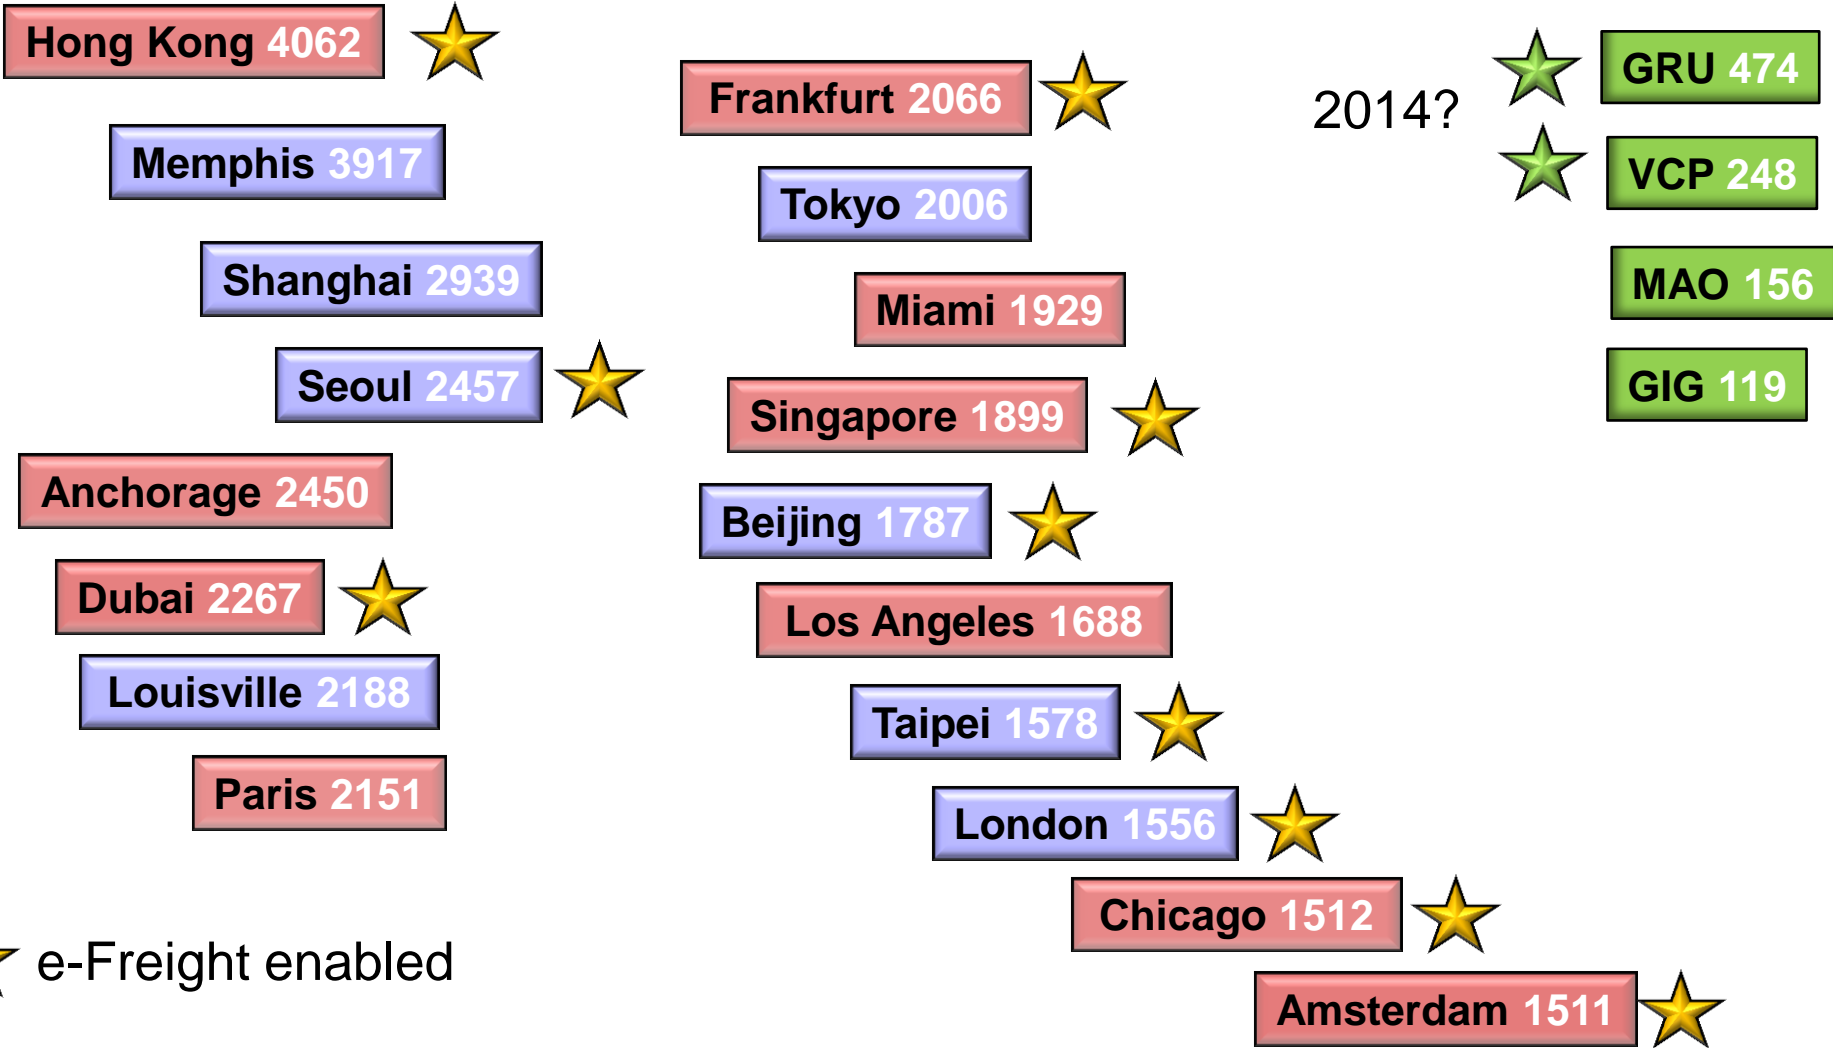 Hong Kong 4062
Memphis 3917
Shanghai 2939
Seoul 2457
Anchorage 2450
Dubai 2267
Louisville 2188
Paris 2151
e-Freight enabled
Frankfurt 2066
Tokyo 2006
Miami 1929
Singapore 1899
Beijing 1787
Los Angeles 1688
Taipei 1578
London 1556
Chicago 1512
Amsterdam 1511
2014?
GRU 474
VCP 248
MAO 156
GIG 119